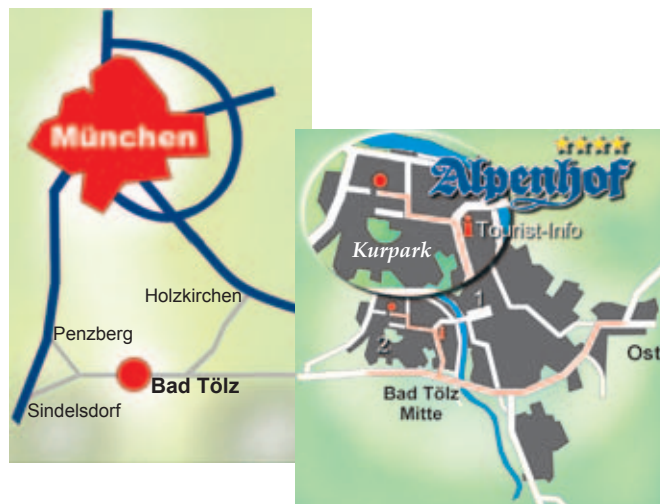 München
Holzkirchen
Penzberg
Bad Tölz
Sindelsdorf
Alpenhof
i Tourist-Info
Kurpark
1
2
i
Ost
Bad Tölz
Mitte